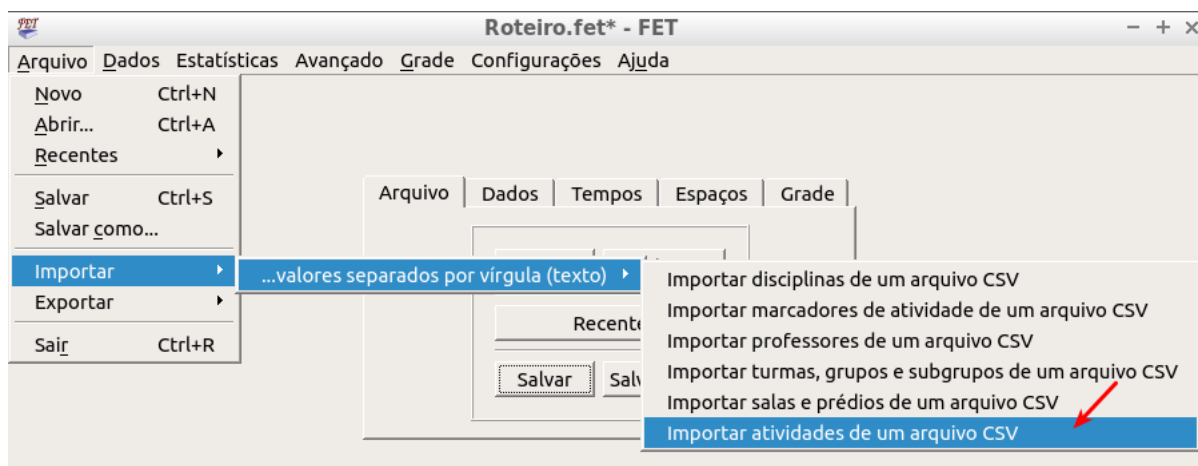 FET
Roteiro.fet* - FET
Arquivo Dados Estatísticas Avançado Grade Configurações Ajuda
Novo Ctrl+N
Abrir... Ctrl+A
Recentes
Salvar Ctrl+S
Salvar como...
Importar
Exportar
Sair Ctrl+R
Arquivo Dados Tempos Espaços Grade
...valores separados por vírgula (texto)
Salvar
Importar disciplinas de um arquivo CSV
Importar marcadores de atividade de um arquivo CSV
Importar professores de um arquivo CSV
Importar turmas, grupos e subgrupos de um arquivo CSV
Importar salas e prédios de um arquivo CSV
Importar atividades de um arquivo CSV